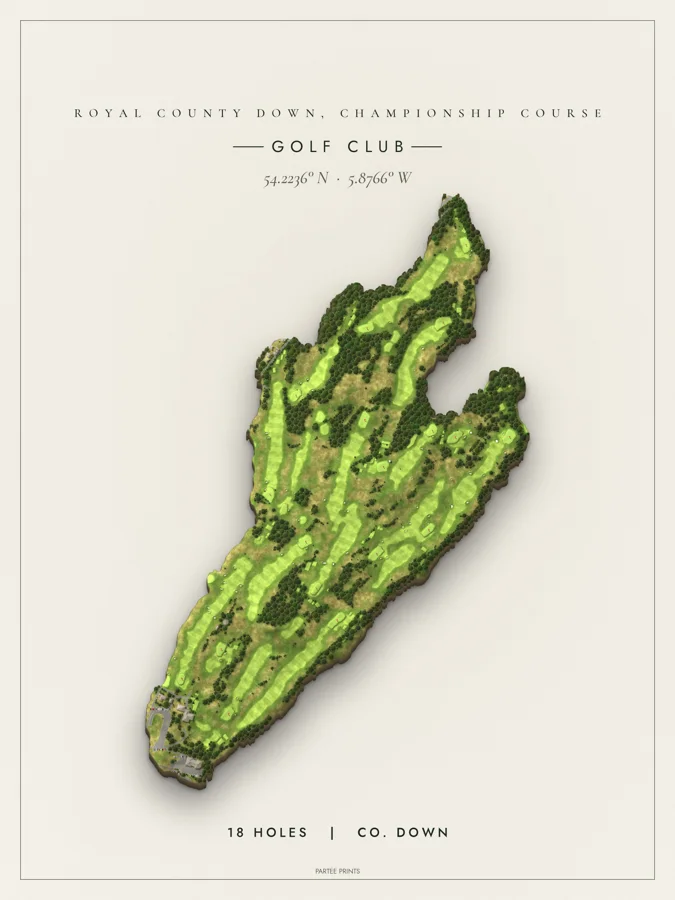 ROYAL COUNTY DOWN, CHAMPIONSHIP COURSE
GOLF CLUB
54.2236° N · 5.8766° W
18 HOLES | CO. DOWN
PARTEE PRINTS